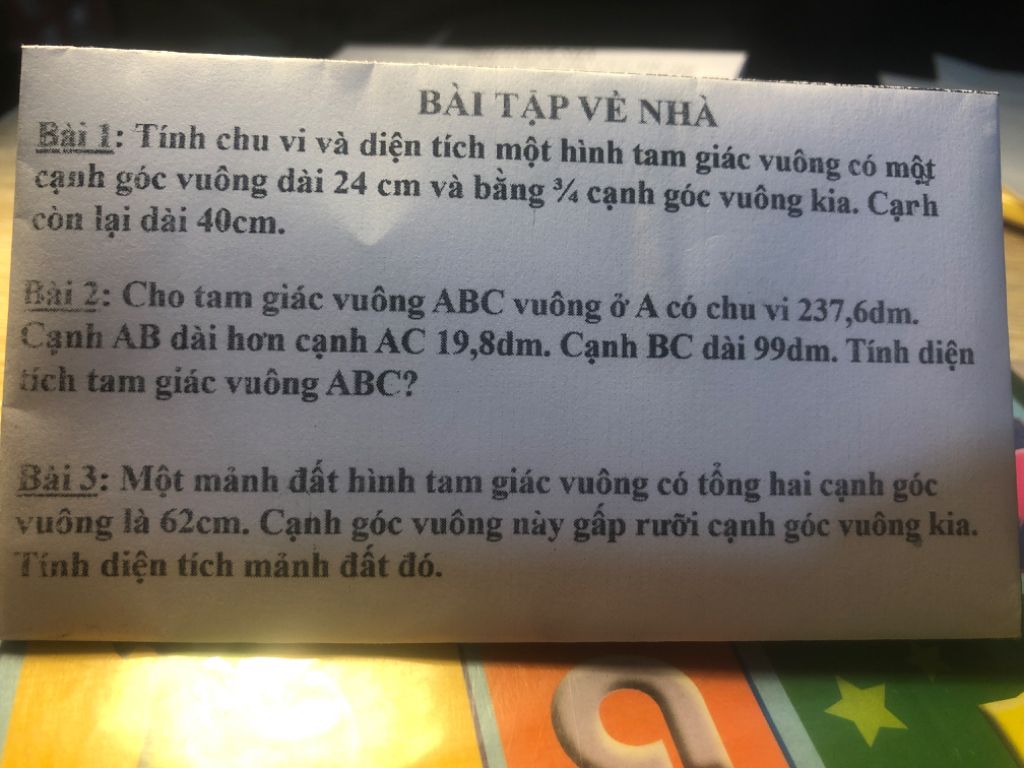 BÀI TẬP VỀ NHÀ
Bài 1: Tính chu vi và diện tích một hình tam giác vuông có một
cạnh góc vuông dài 24 cm và bằng ¾ cạnh góc vuông kia. Cạnh
còn lại dài 40cm.
Bài 2: Cho tam giác vuông ABC vuông ở A có chu vi 237,6dm.
Cạnh AB dài hơn cạnh AC 19,8dm. Cạnh BC dài 99dm. Tính diện
tích tam giác vuông ABC?
Bài 3: Một mảnh đất hình tam giác vuông có tổng hai cạnh góc
vuông là 62cm. Cạnh góc vuông này gấp rưỡi cạnh góc vuông kia.
Tính diện tích mảnh đất đó.